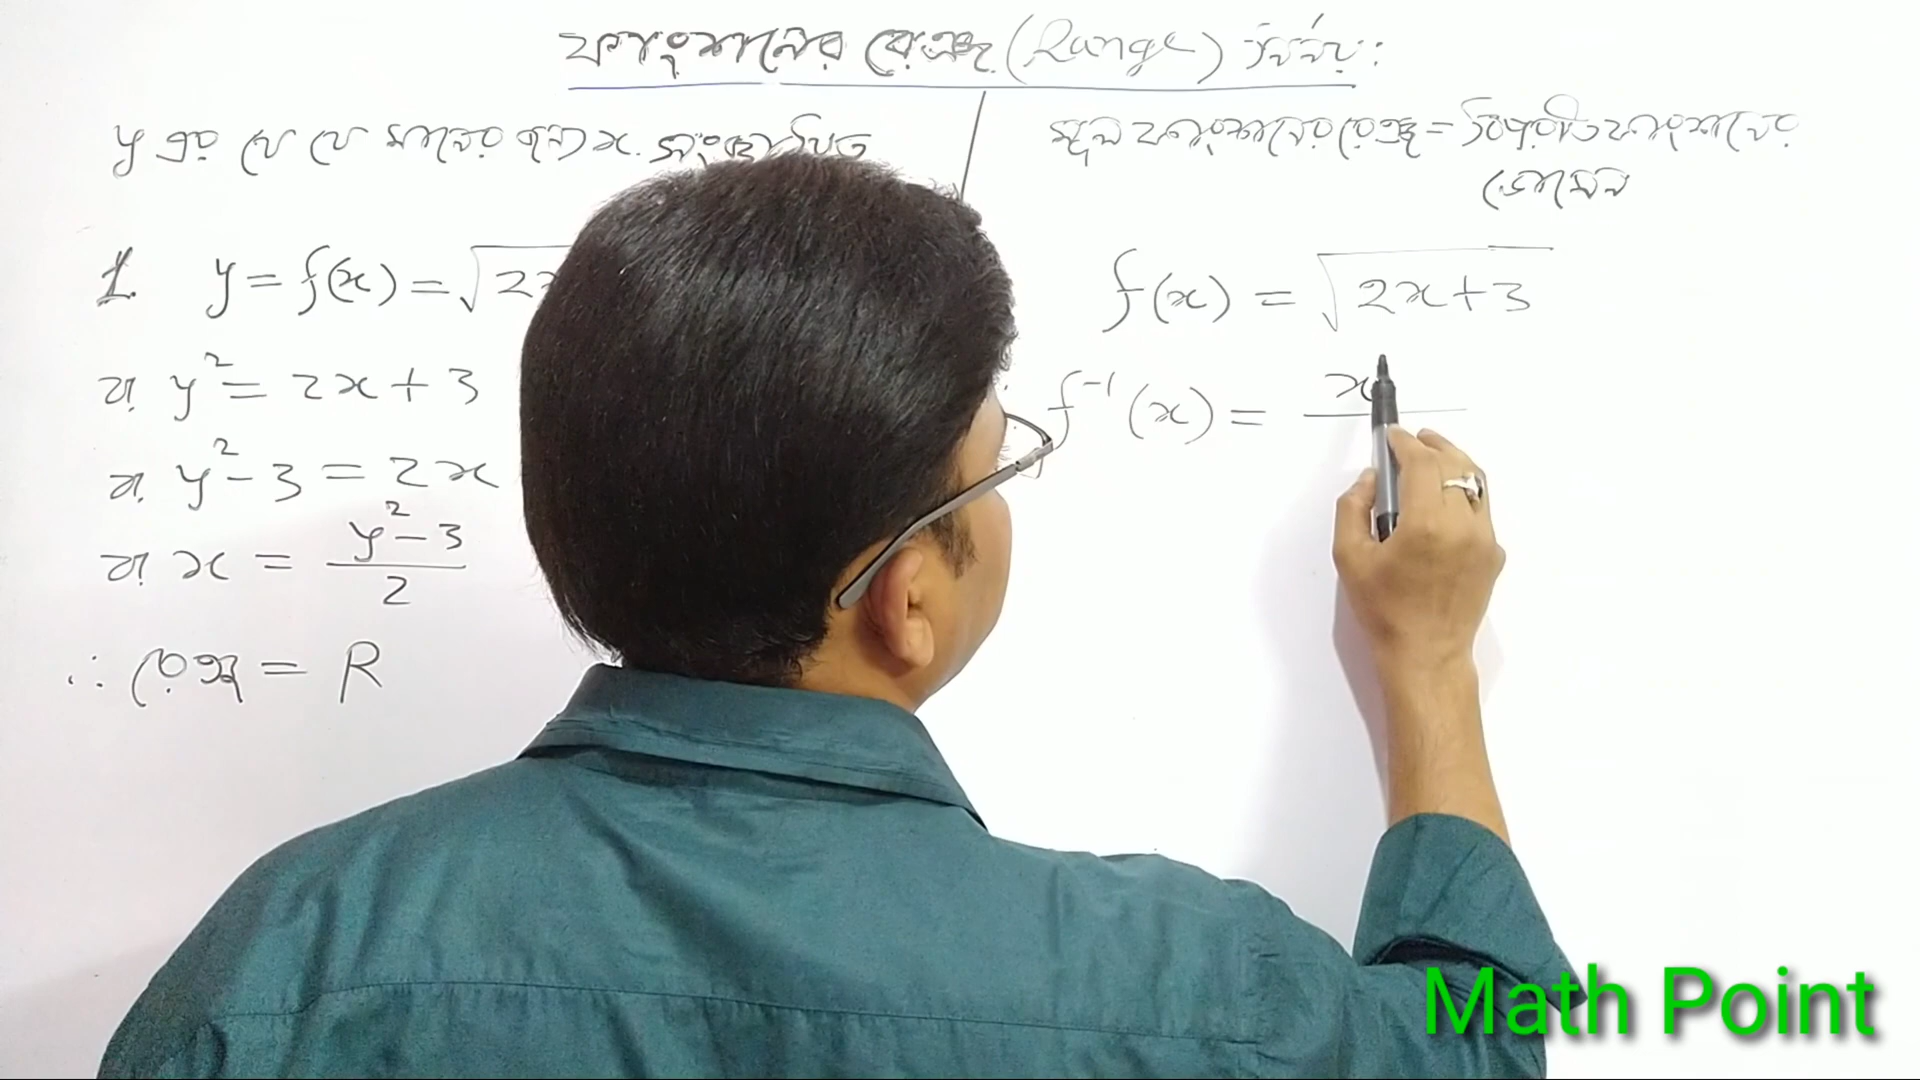 ফাংশনের রেঞ্জ (Range) নির্ণয়:
y এর যে যে মানের জন্য x সংজ্ঞায়িত
মূল ফাংশনের রেঞ্জ = বিপরীত ফাংশনের
ডোমেন
1. y = f(x) = √2x
বা y² = 2x + 3
বা y² - 3 = 2x
বা x = (y² - 3)/2
∴ রেঞ্জ = R
f(x) = √(2x+3)
f⁻¹(x) = x
Math Point